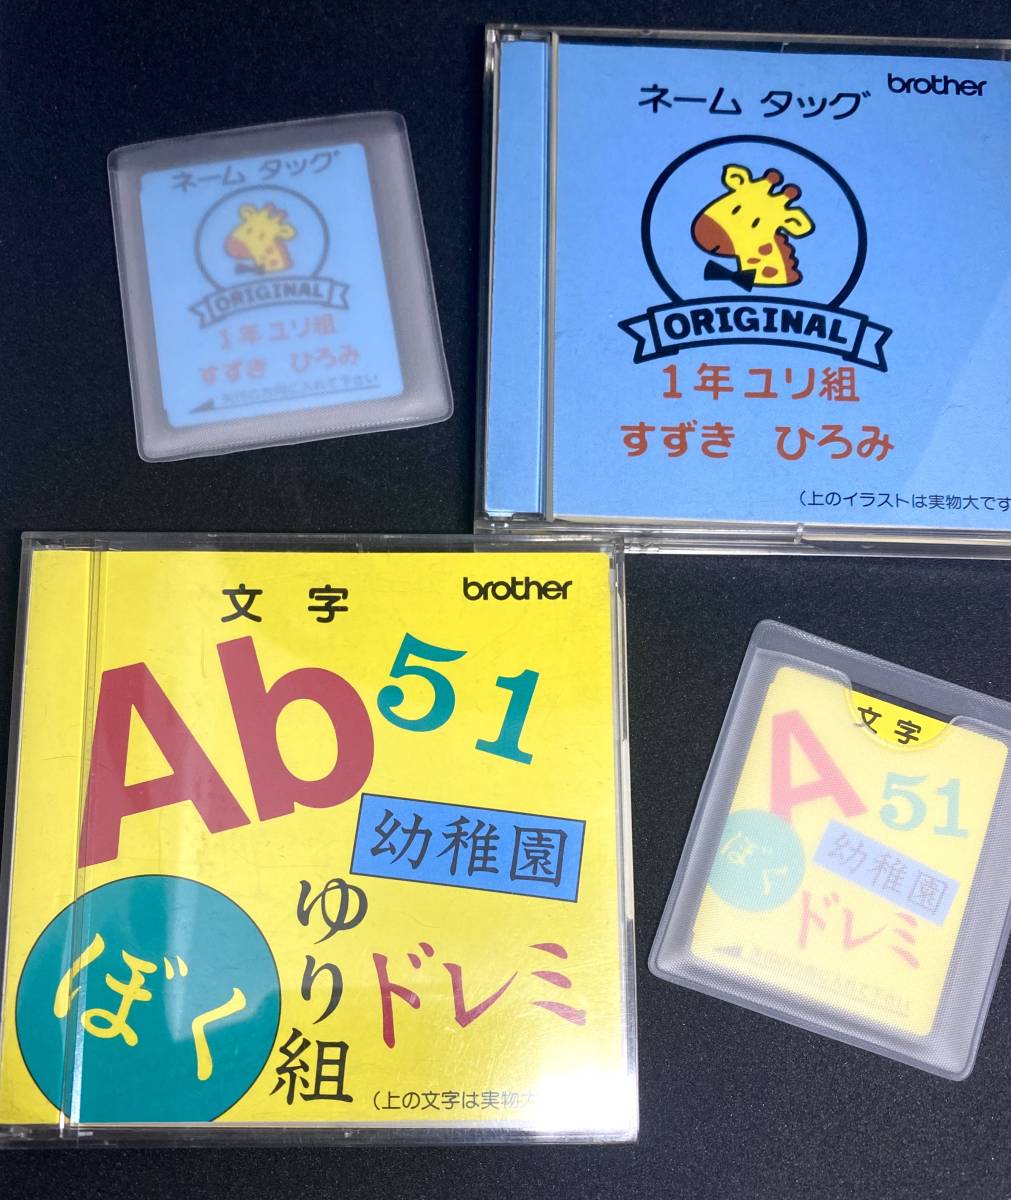 ネーム タッグ
ORIGINAL
1年ユリ組
すずき ひろみ
brother
ネーム タッグ
ORIGINAL
1年ユリ組
すずき ひろみ
(上のイラストは実物大です
文字
brother
Ab
51
幼稚園
ゆり組
ドレミ
ぼく
(上の文字は実物大
文字
A
51
ぼく
幼稚園
ドレミ